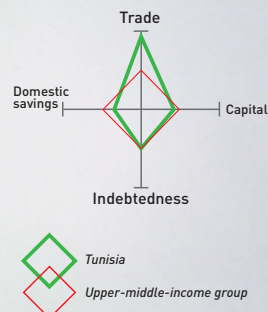 Trade
Domestic
savings
Capital
Indebtedness
Tunisia
Upper-middle-income group